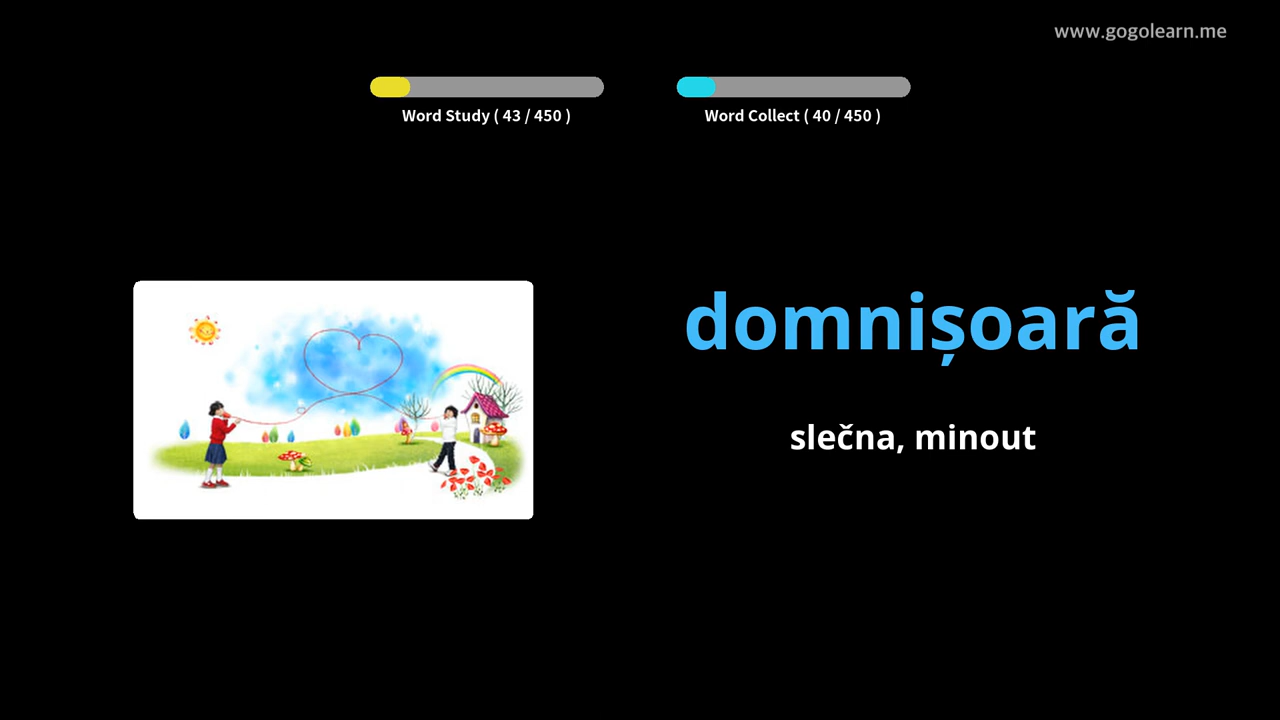 www.gogolearn.me
Word Study ( 43 / 450 )
Word Collect ( 40 / 450 )
domnișoară
slečna, minout